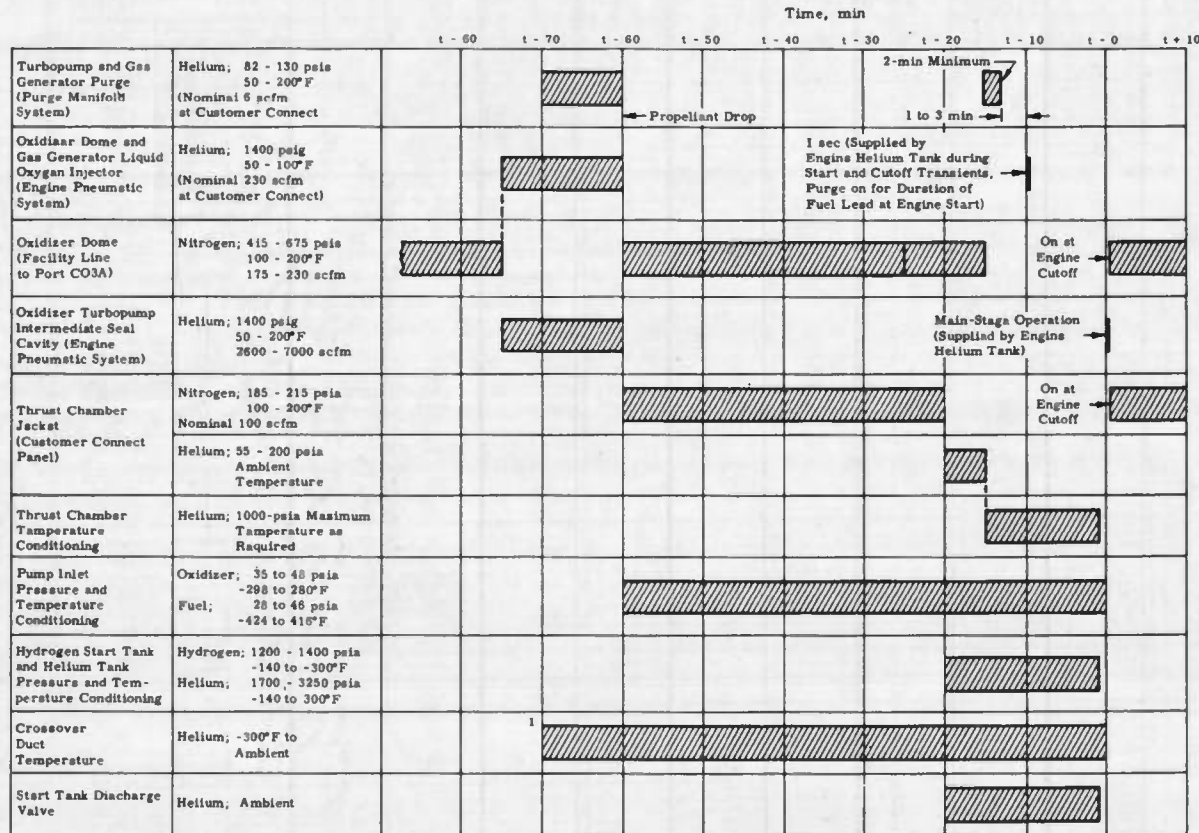 Time, min
t - 80 t - 70 t - 60 t - 50 t - 40 t - 30 t - 20 t - 10 t - 0 t + 10
Turbopump and Gas
Generator Purge
(Purge Manifold
System)
Helium; 82 - 130 psia
50 - 200°F
(Nominal 6 scfm
at Customer Connect
2-min Minimum
1 to 3 min
Propellant Drop
Oxidizer Dome and
Gas Generator Liquid
Oxygen Injector
(Engine Pneumatic
System)
Helium; 1400 psig
50 - 100°F
(Nominal 230 scfm
at Customer Connect)
1 sec (Supplied by
Engine Helium Tank during
Start and Cutoff Transients,
Purge on for Duration of
Fuel Lead at Engine Start)
Oxidizer Dome
(Facility Line
to Port CO3A)
Nitrogen; 415 - 675 psia
100 - 200°F
175 - 230 scfm
On at
Engine
Cutoff
Oxidizer Turbopump
Intermediate Seal
Cavity (Engine
Pneumatic System)
Helium; 1400 psig
50 - 200°F
2600 - 7000 scfm
Main-Stage Operation
(Supplied by Engine
Helium Tank)
Thrust Chamber
Jacket
(Customer Connect
Panel)
Nitrogen; 185 - 215 psia
100 - 200°F
Nominal 100 scfm
On at
Engine
Cutoff
Helium; 55 - 200 psia
Ambient
Temperature
Thrust Chamber
Temperature
Conditioning
Helium; 1000-psia Maximum
Temperature as
Required
Pump Inlet
Pressure and
Temperature
Conditioning
Oxidizer; 35 to 48 psia
-298 to 280°F
Fuel; 28 to 46 psia
-424 to 416°F
Hydrogen Start Tank
and Helium Tank
Pressure and Tem-
perature Conditioning
Hydrogen; 1200 - 1400 psia
-140 to -300°F
Helium; 1700 - 3250 psia
-140 to 300°F
Crossover
Duct
Temperature
Helium; -300°F to
Ambient
1
Start Tank Discharge
Valve
Helium; Ambient